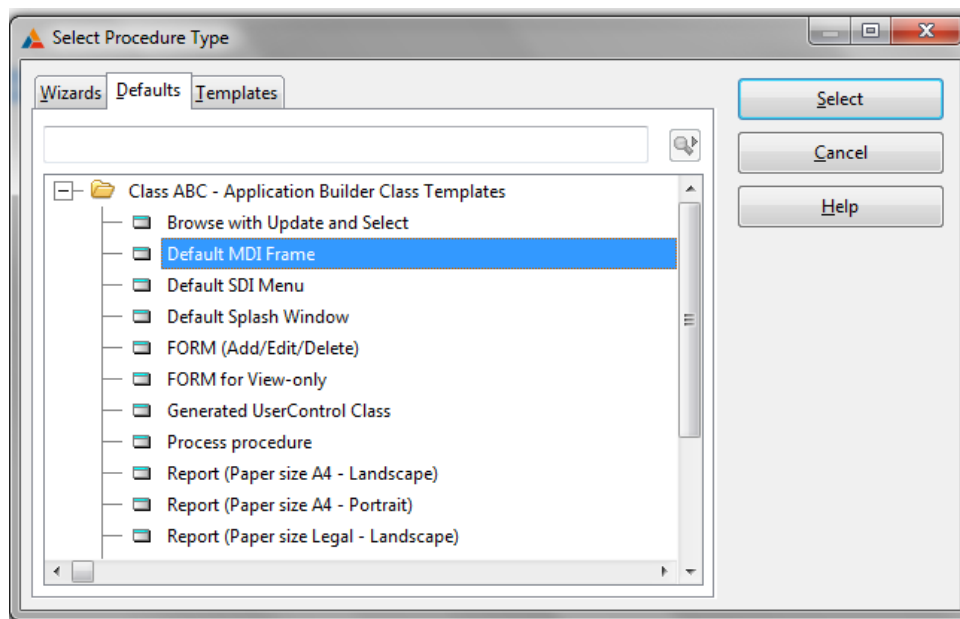 Select Procedure Type
Wizards Defaults Templates
Select
Cancel
Help
Class ABC - Application Builder Class Templates
Browse with Update and Select
Default MDI Frame
Default SDI Menu
Default Splash Window
FORM (Add/Edit/Delete)
FORM for View-only
Generated UserControl Class
Process procedure
Report (Paper size A4 - Landscape)
Report (Paper size A4 - Portrait)
Report (Paper size Legal - Landscape)